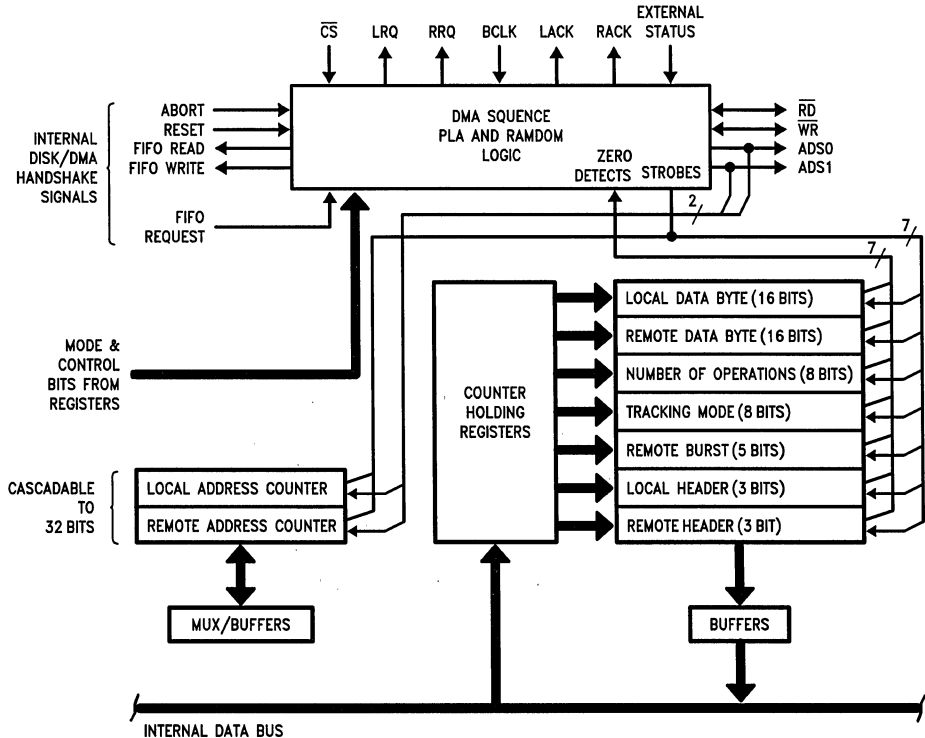 EXTERNAL
STATUS
CS LRQ RRQ BCLK LACK RACK
ABORT
RESET
FIFO READ
FIFO WRITE
INTERNAL
DISK/DMA
HANDSHAKE
SIGNALS
FIFO
REQUEST
DMA SQUENCE
PLA AND RAMDOM
LOGIC
ZERO
DETECTS
STROBES
RD
WR
ADS0
ADS1
2
7
7
MODE &
CONTROL
BITS FROM
REGISTERS
COUNTER
HOLDING
REGISTERS
LOCAL DATA BYTE (16 BITS)
REMOTE DATA BYTE (16 BITS)
NUMBER OF OPERATIONS (8 BITS)
TRACKING MODE (8 BITS)
REMOTE BURST (5 BITS)
LOCAL HEADER (3 BITS)
REMOTE HEADER (3 BIT)
CASCADABLE
TO
32 BITS
LOCAL ADDRESS COUNTER
REMOTE ADDRESS COUNTER
MUX/BUFFERS
BUFFERS
INTERNAL DATA BUS